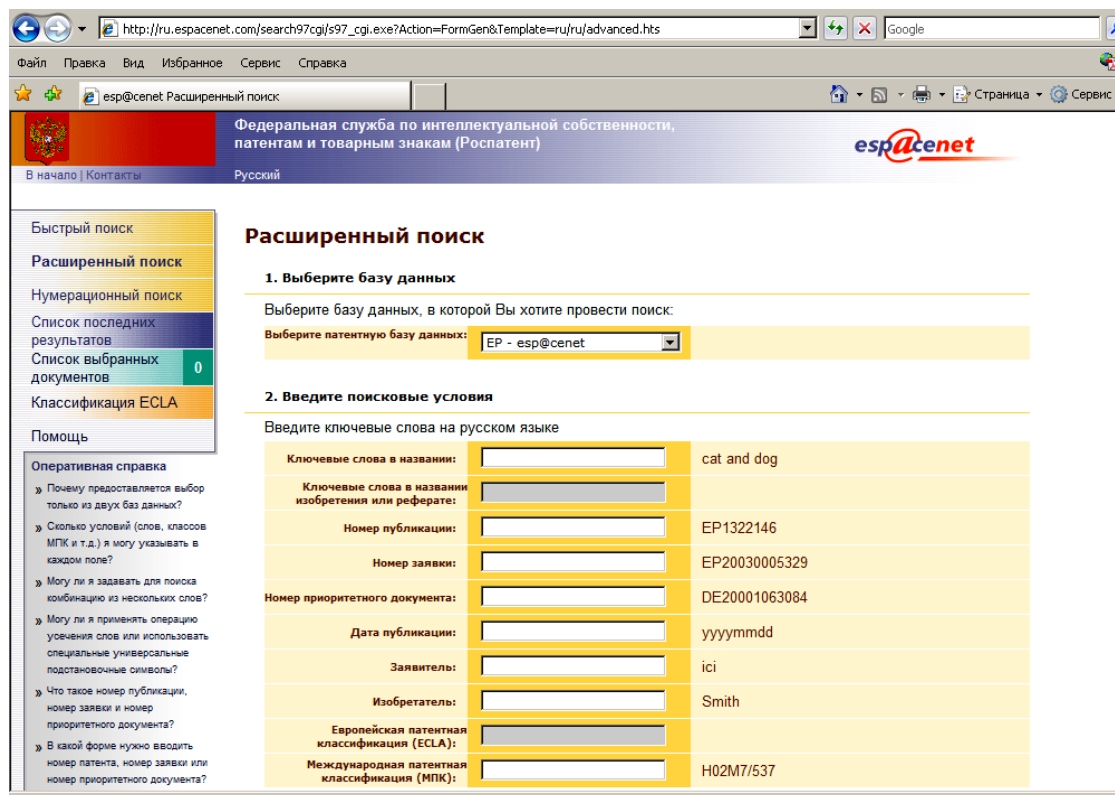 http://ru.espacenet.com/search97cgi/s97_cgi.exe?Action=FormGen&Template=ru/ru/advanced.hts
Google
Файл Правка Вид Избранное Сервис Справка
esp@cenet Расширенный поиск
Страница Сервис
Федеральная служба по интеллектуальной собственности,
патентам и товарным знакам (Роспатент)
espacenet
В начало | Контакты
Русский
Быстрый поиск
Расширенный поиск
Нумерационный поиск
Список последних
результатов
Список выбранных
документов
0
Классификация ECLA
Помощь
Оперативная справка
» Почему предоставляется выбор
только из двух баз данных?
» Сколько условий (слов, классов
МПК и т.д.) я могу указывать в
каждом поле?
» Могу ли я задавать для поиска
комбинацию из нескольких слов?
» Могу ли я применять операцию
усечения слов или использовать
специальные универсальные
подстановочные символы?
» Что такое номер публикации,
номер заявки и номер
приоритетного документа?
» В какой форме нужно вводить
номер патента, номер заявки или
номер приоритетного документа?
Расширенный поиск
1. Выберите базу данных
Выберите базу данных, в которой Вы хотите провести поиск:
Выберите патентную базу данных:
EP - esp@cenet
2. Введите поисковые условия
Введите ключевые слова на русском языке
Ключевые слова в названии:
cat and dog
Ключевые слова в названии
изобретения или реферате:
Номер публикации:
EP1322146
Номер заявки:
EP20030005329
Номер приоритетного документа:
DE20001063084
Дата публикации:
yyyymmdd
Заявитель:
ici
Изобретатель:
Smith
Европейская патентная
классификация (ECLA):
Международная патентная
классификация (МПК):
H02M7/537